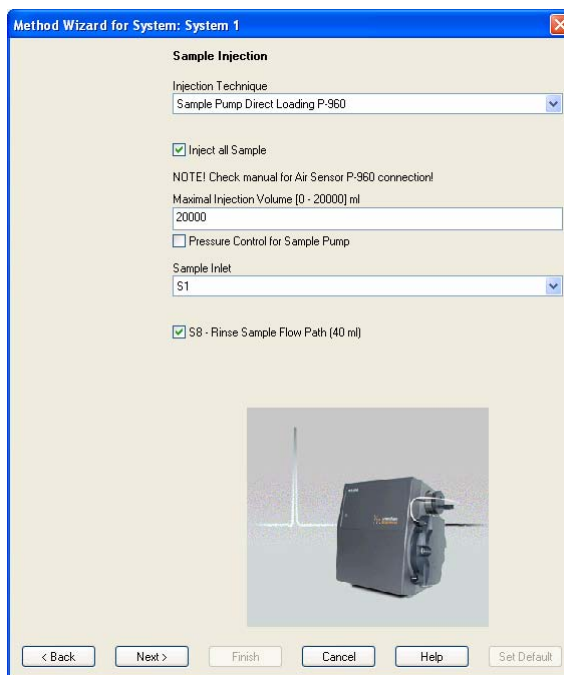 Method Wizard for System: System 1
Sample Injection
Injection Technique
Sample Pump Direct Loading P-960
Inject all Sample
NOTE! Check manual for Air Sensor P-960 connection!
Maximal Injection Volume [0 - 20000] ml
20000
Pressure Control for Sample Pump
Sample Inlet
S1
S8 - Rinse Sample Flow Path (40 ml)
< Back
Next >
Finish
Cancel
Help
Set Default